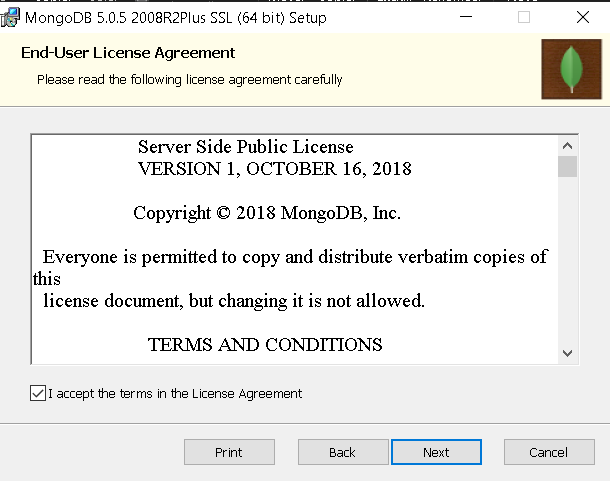 MongoDB 5.0.5 2008R2Plus SSL (64 bit) Setup
End-User License Agreement
Please read the following license agreement carefully
Server Side Public License
VERSION 1, OCTOBER 16, 2018
Copyright © 2018 MongoDB, Inc.
Everyone is permitted to copy and distribute verbatim copies of
this
license document, but changing it is not allowed.
TERMS AND CONDITIONS
I accept the terms in the License Agreement
Print Back Next Cancel